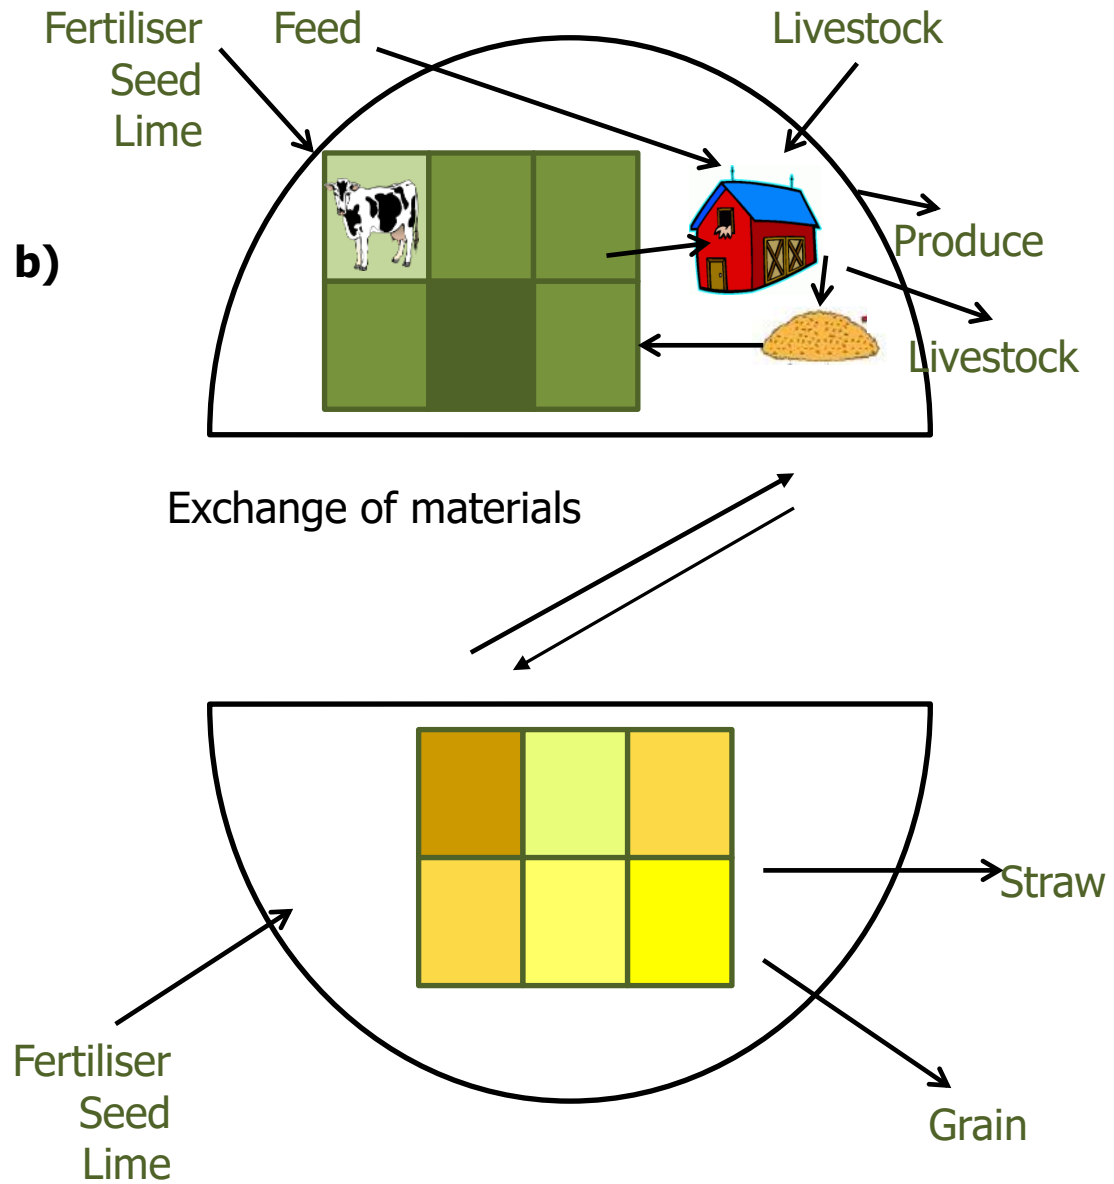 Fertiliser
Seed
Lime
Feed
Livestock
b)
Produce
Livestock
Exchange of materials
Straw
Fertiliser
Seed
Lime
Grain